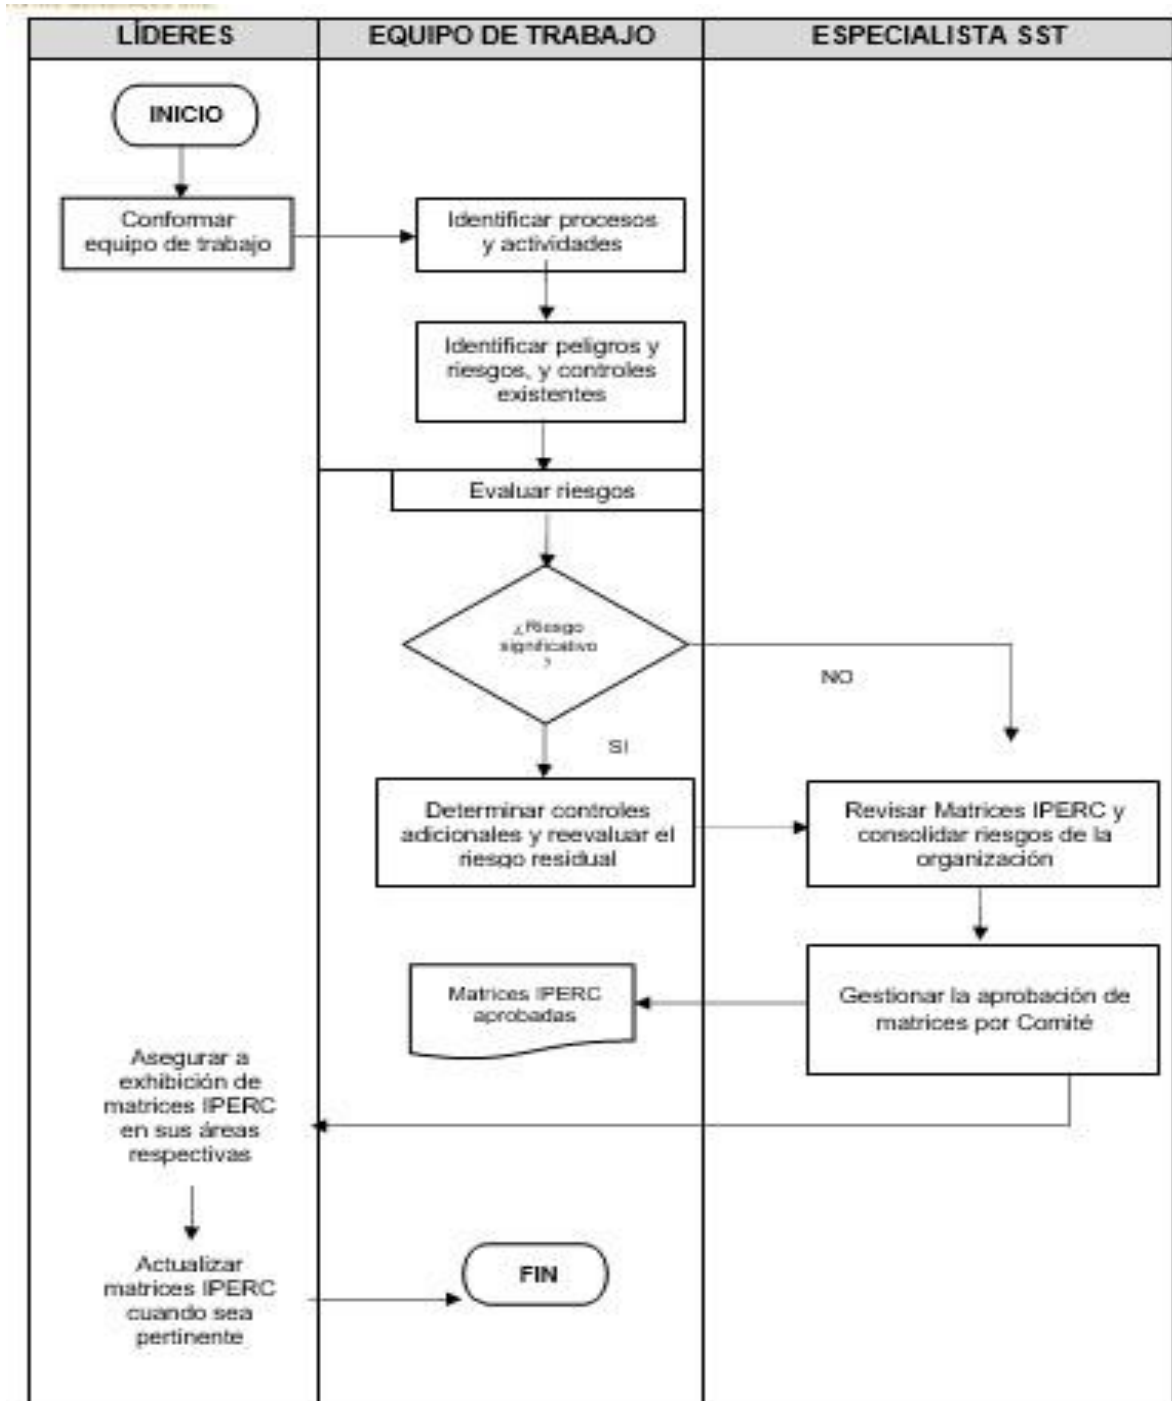 LÍDERES
EQUIPO DE TRABAJO
ESPECIALISTA SST
INICIO
Conformar
equipo de trabajo
Identificar procesos
y actividades
Identificar peligros y
riesgos, y controles
existentes
Evaluar riesgos
¿Riesgo
significativo
?
NO
SI
Determinar controles
adicionales y reevaluar el
riesgo residual
Revisar Matrices IPERC y
consolidar riesgos de la
organización
Gestionar la aprobación de
matrices por Comité
Matrices IPERC
aprobadas
Asegurar a
exhibición de
matrices IPERC
en sus áreas
respectivas
Actualizar
matrices IPERC
cuando sea
pertinente
FIN